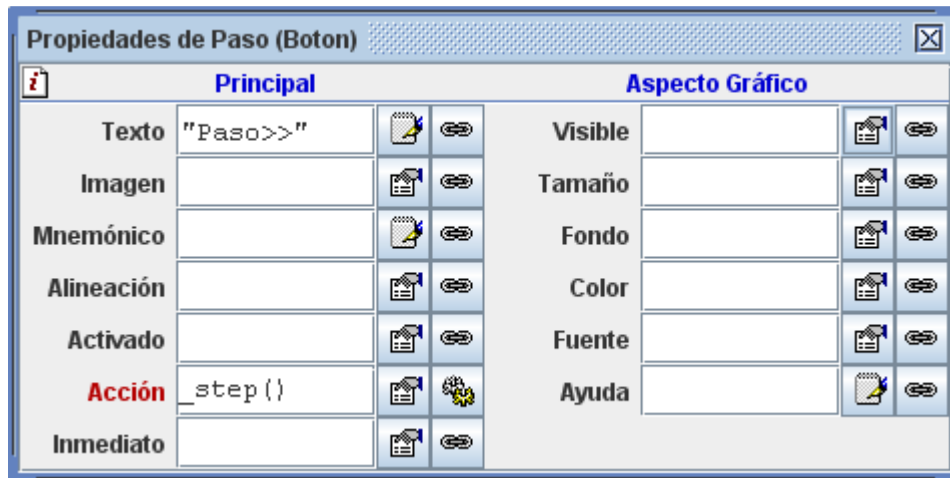 Propiedades de Paso (Boton)
Principal
Aspecto Gráfico
Texto "Paso>>"
Visible
Imagen
Tamaño
Mnemónico
Fondo
Alineación
Color
Activado
Fuente
Acción _step()
Ayuda
Inmediato